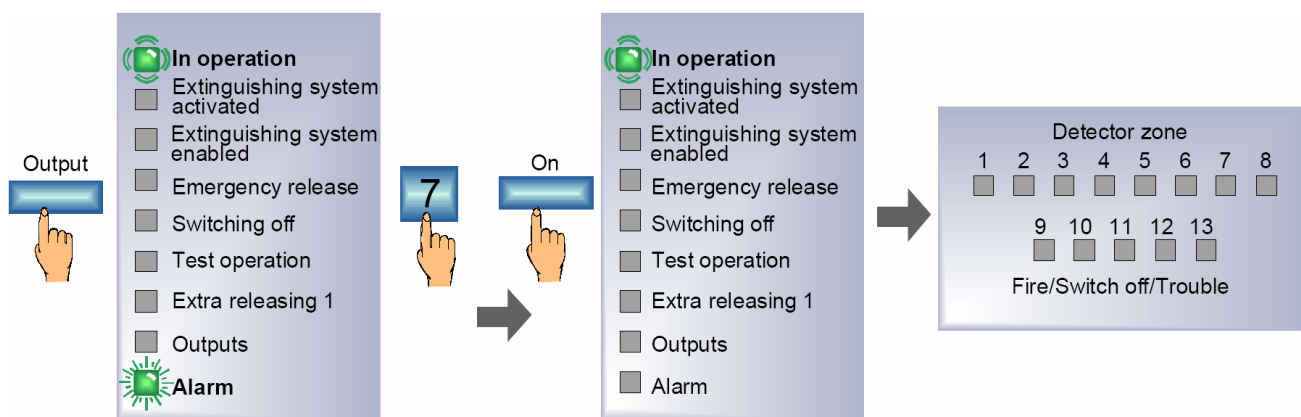 Output
In operation
Extinguishing system
activated
Extinguishing system
enabled
Emergency release
Switching off
Test operation
Extra releasing 1
Outputs
Alarm
7
On
In operation
Extinguishing system
activated
Extinguishing system
enabled
Emergency release
Switching off
Test operation
Extra releasing 1
Outputs
Alarm
Detector zone
1 2 3 4 5 6 7 8
9 10 11 12 13
Fire/Switch off/Trouble